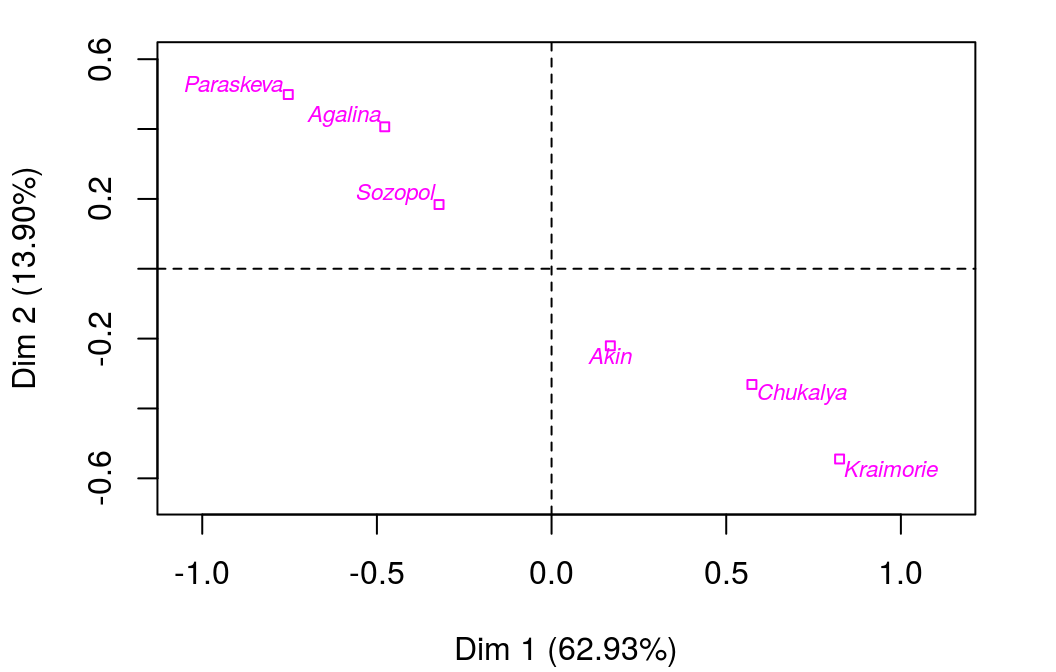 0.6
0.2
-0.2
-0.6
Dim 2 (13.90%)
Paraskeva
Agalina
Sozopol
Akin
Chukalya
Kraimorie
-1.0 -0.5 0.0 0.5 1.0
Dim 1 (62.93%)